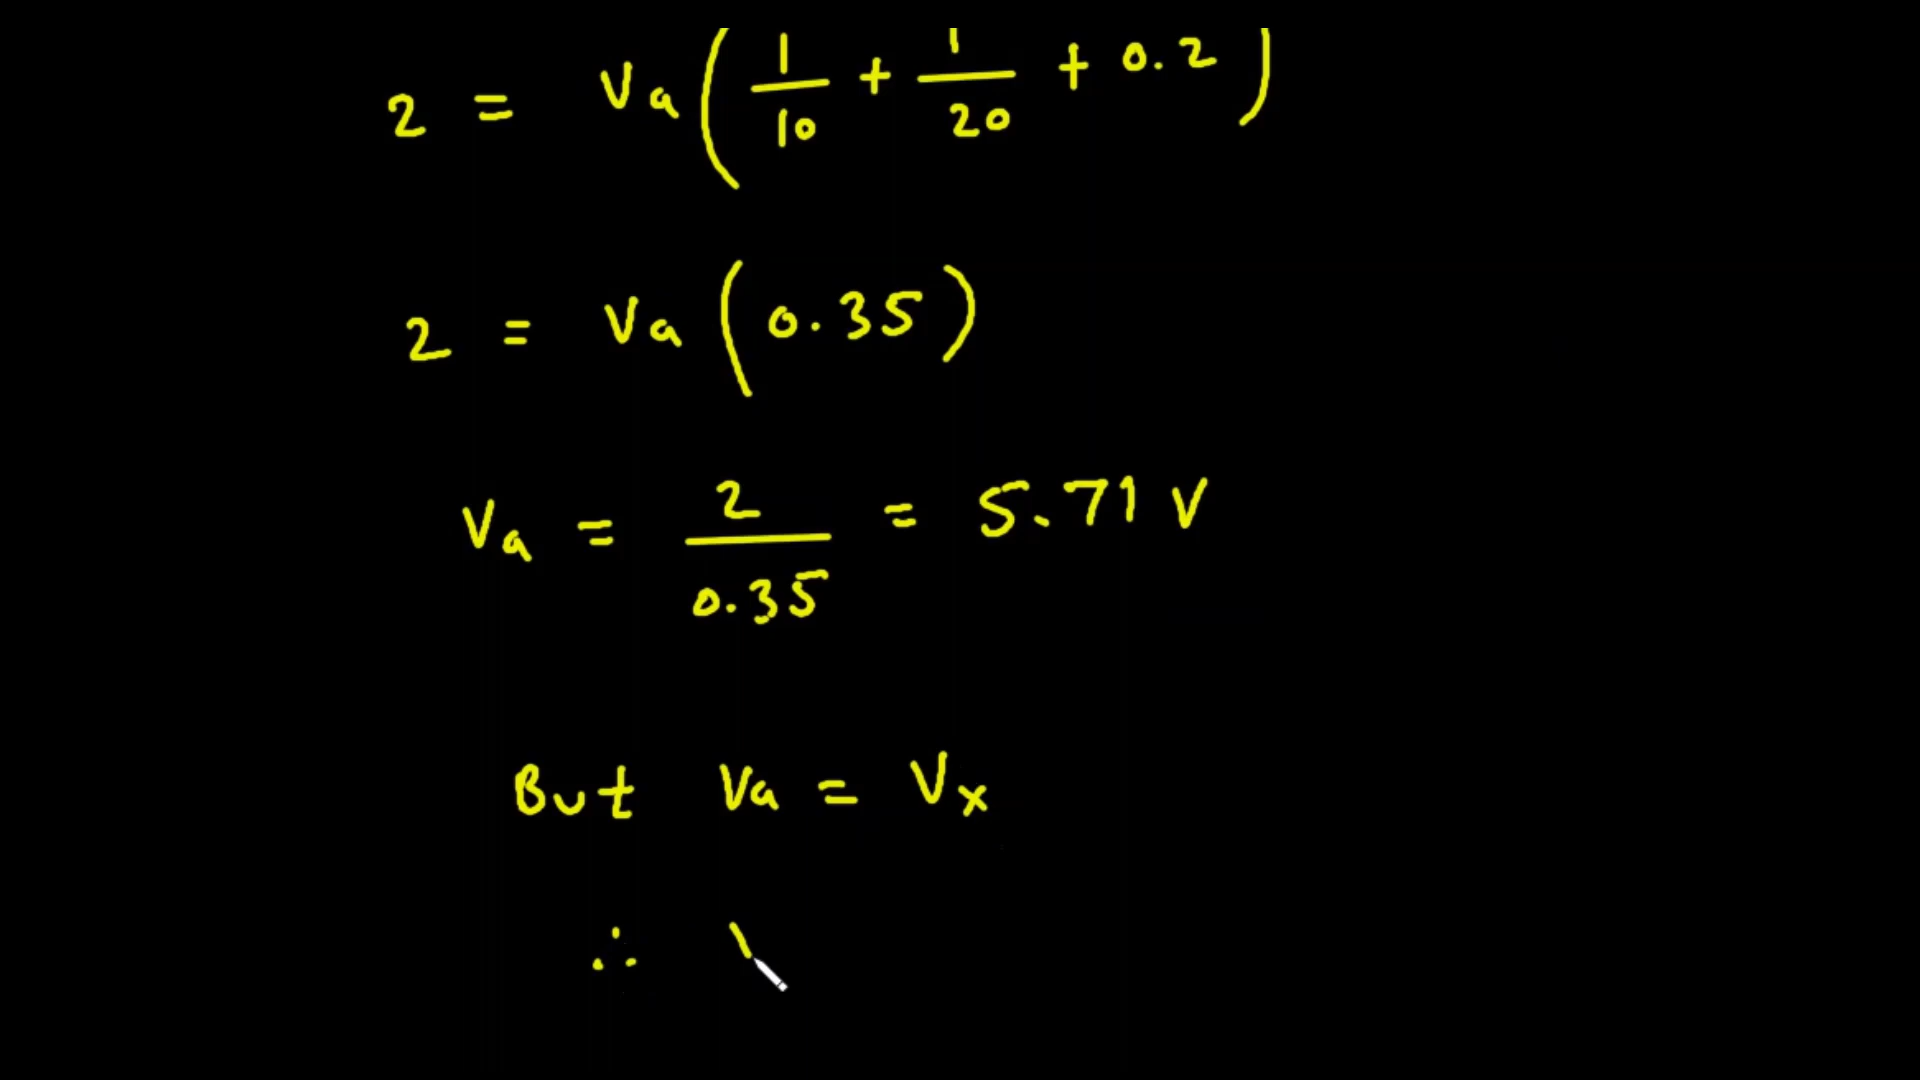 2 = Va(1/10 + 1/20 + 0.2)
2 = Va(0.35)
Va = 2/0.35 = 5.71 V
But Va = Vx
∴